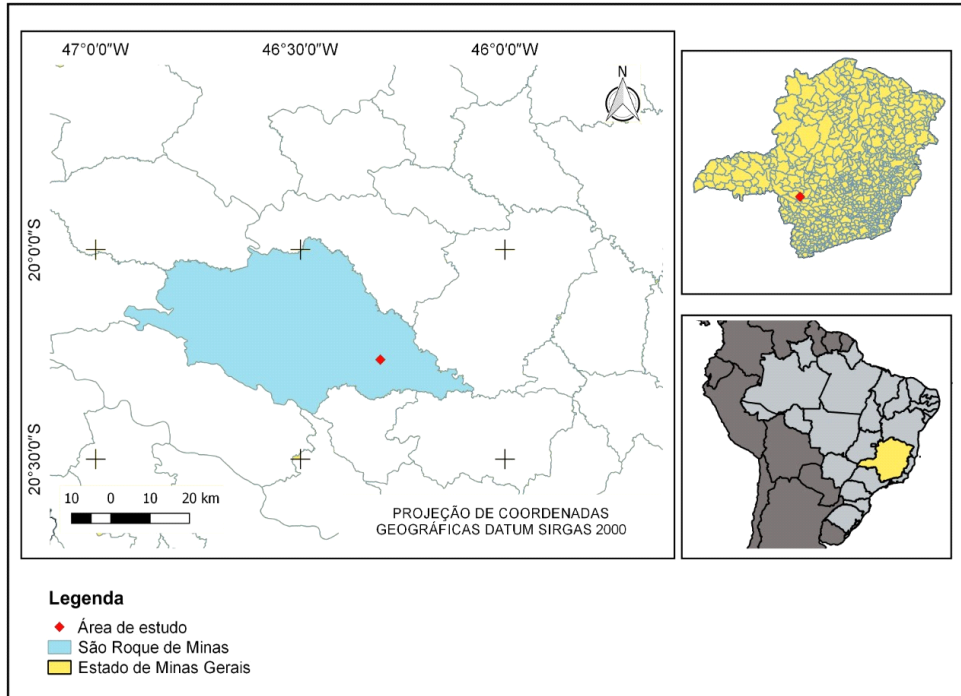 47°0'0"W 46°30'0"W 46°0'0"W
N
20°0'0"S
20°30'0"S
10 0 10 20 km
PROJEÇÃO DE COORDENADAS
GEOGRÁFICAS DATUM SIRGAS 2000
Legenda
Área de estudo
São Roque de Minas
Estado de Minas Gerais